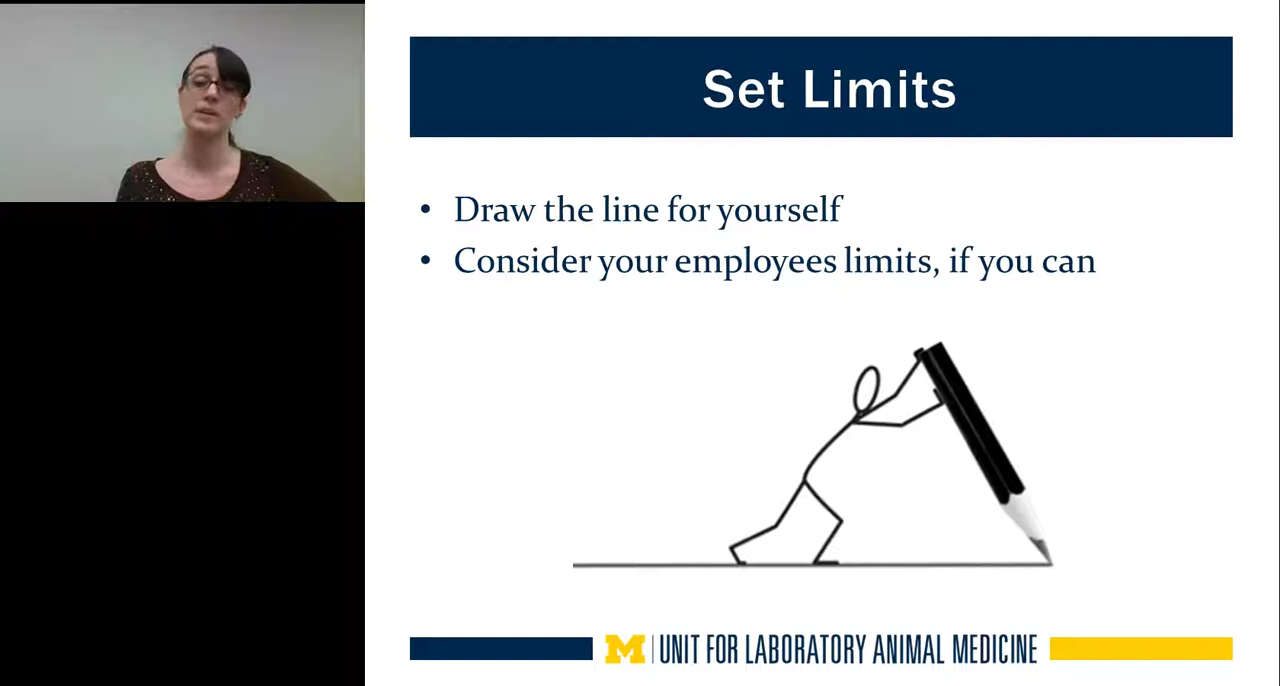 Set Limits
• Draw the line for yourself
• Consider your employees limits, if you can
M | UNIT FOR LABORATORY ANIMAL MEDICINE